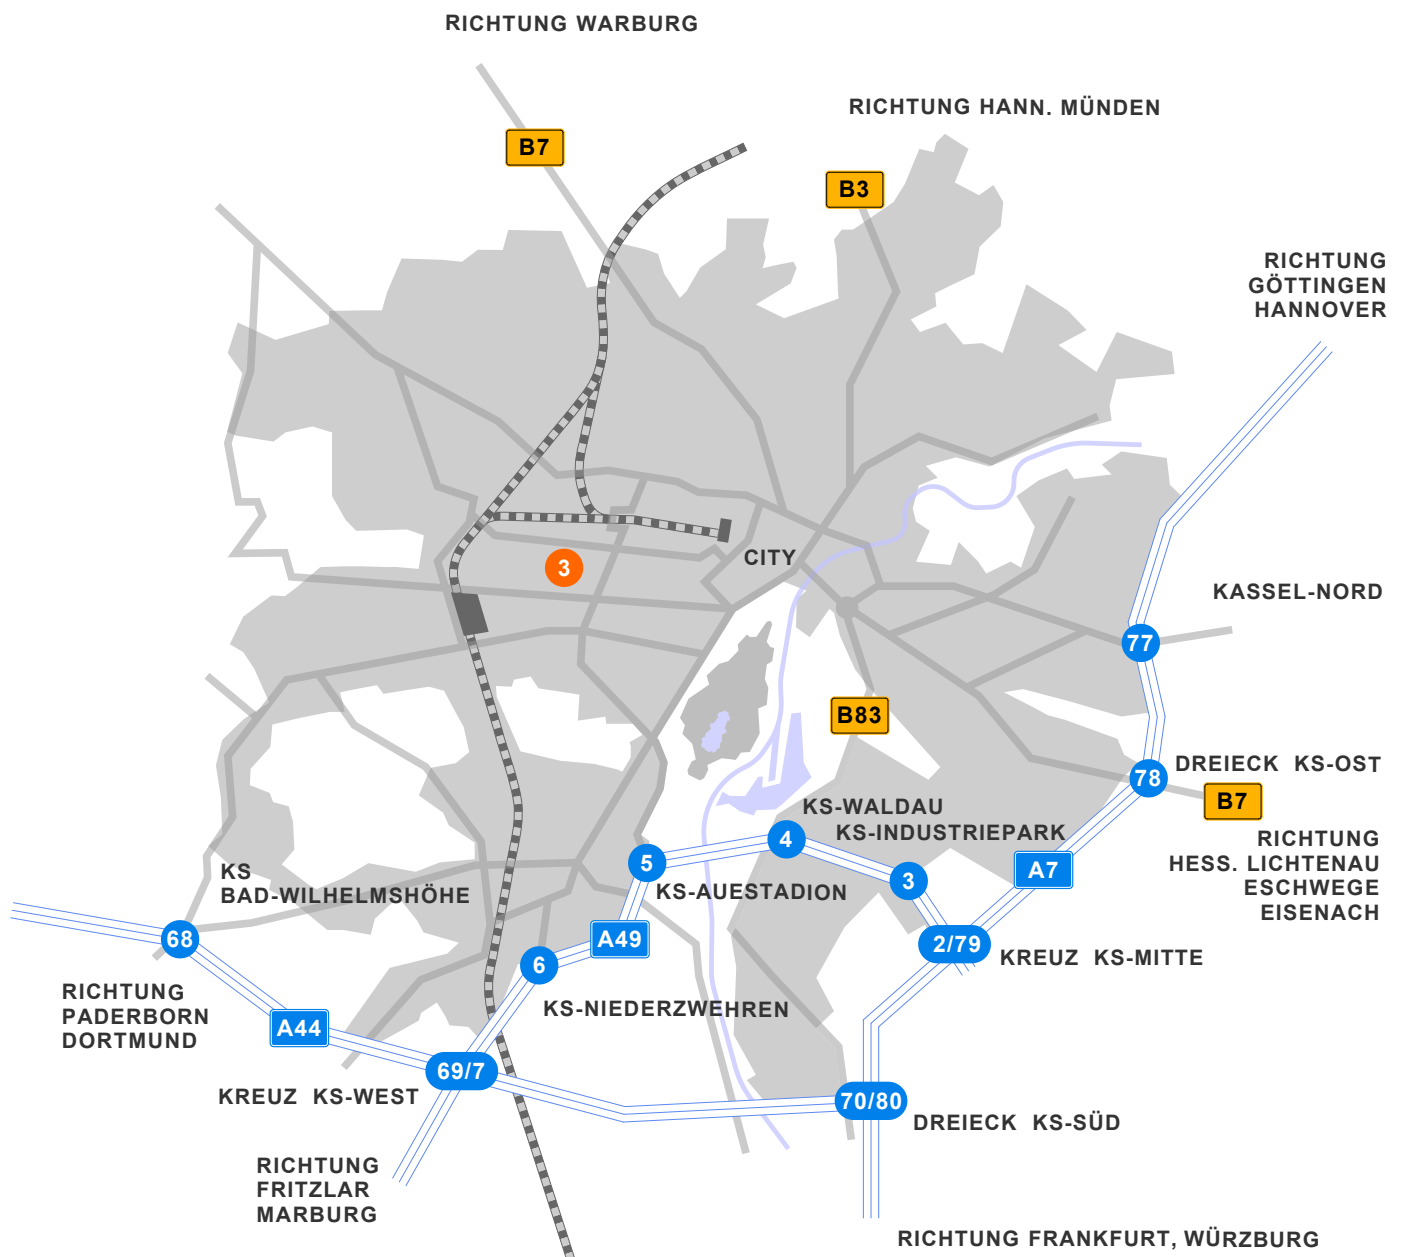 RICHTUNG WARBURG
RICHTUNG HANN. MÜNDEN
B7
B3
RICHTUNG
GÖTTINGEN
HANNOVER
CITY
3
KASSEL-NORD
77
B83
DREIECK KS-OST
78
B7
KS-WALDAU
KS-INDUSTRIEPARK
4
RICHTUNG
HESS. LICHTENAU
ESCHWEGE
EISENACH
5
A7
3
KS
BAD-WILHELMSHÖHE
KS-AUESTADION
68
A49
2/79
KREUZ KS-MITTE
6
RICHTUNG
PADERBORN
DORTMUND
KS-NIEDERZWEHREN
A44
69/7
KREUZ KS-WEST
70/80
DREIECK KS-SÜD
RICHTUNG
FRITZLAR
MARBURG
RICHTUNG FRANKFURT, WÜRZBURG